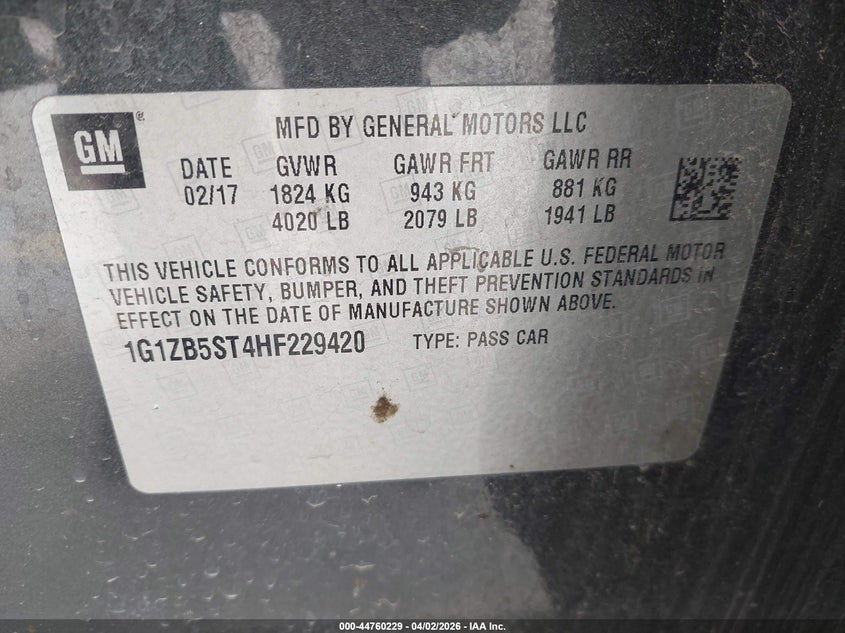 GM ®
MFD BY GENERAL MOTORS LLC
DATE GVWR GAWR FRT GAWR RR
02/17 1824 KG 943 KG 881 KG
4020 LB 2079 LB 1941 LB
THIS VEHICLE CONFORMS TO ALL APPLICABLE U.S. FEDERAL MOTOR
VEHICLE SAFETY, BUMPER, AND THEFT PREVENTION STANDARDS IN
EFFECT ON THE DATE OF MANUFACTURE SHOWN ABOVE.
1G1ZB5ST4HF229420 TYPE: PASS CAR
000-44760229 - 04/02/2026 - IAA Inc.